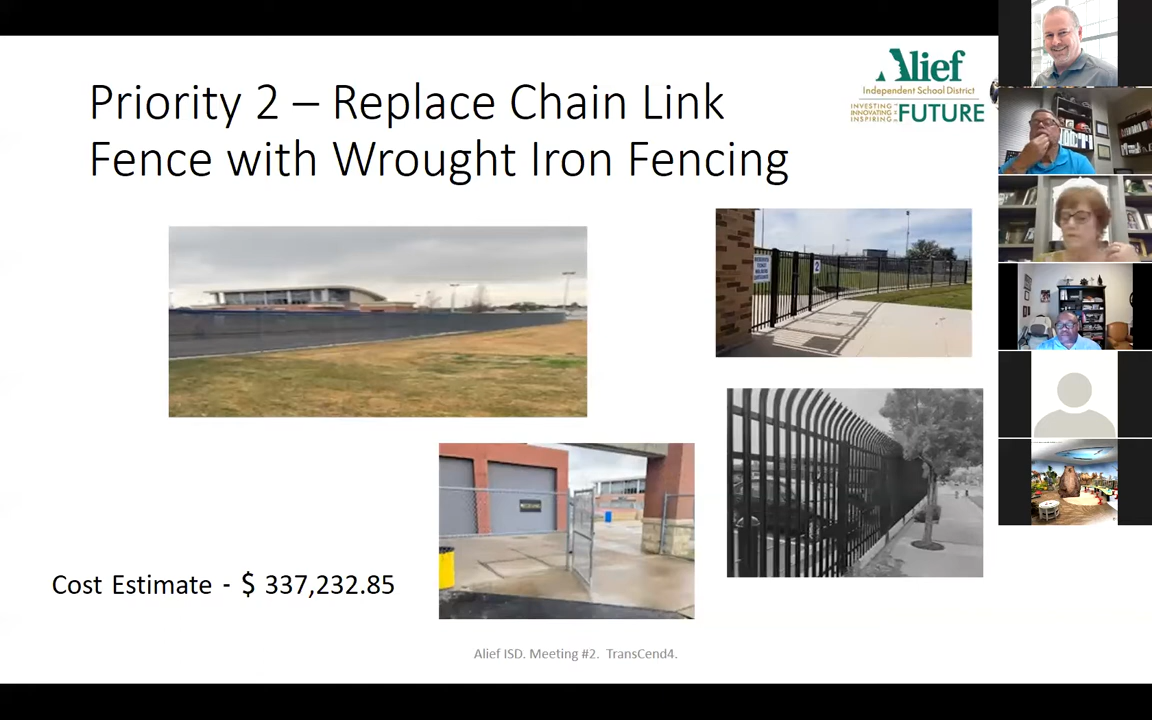 Priority 2 – Replace Chain Link
Fence with Wrought Iron Fencing
Alief
Independent School District
INVESTING
INNOVATING
INSPIRING
FUTURE
2
Cost Estimate - $ 337,232.85
Alief ISD. Meeting #2.  TransCend4.